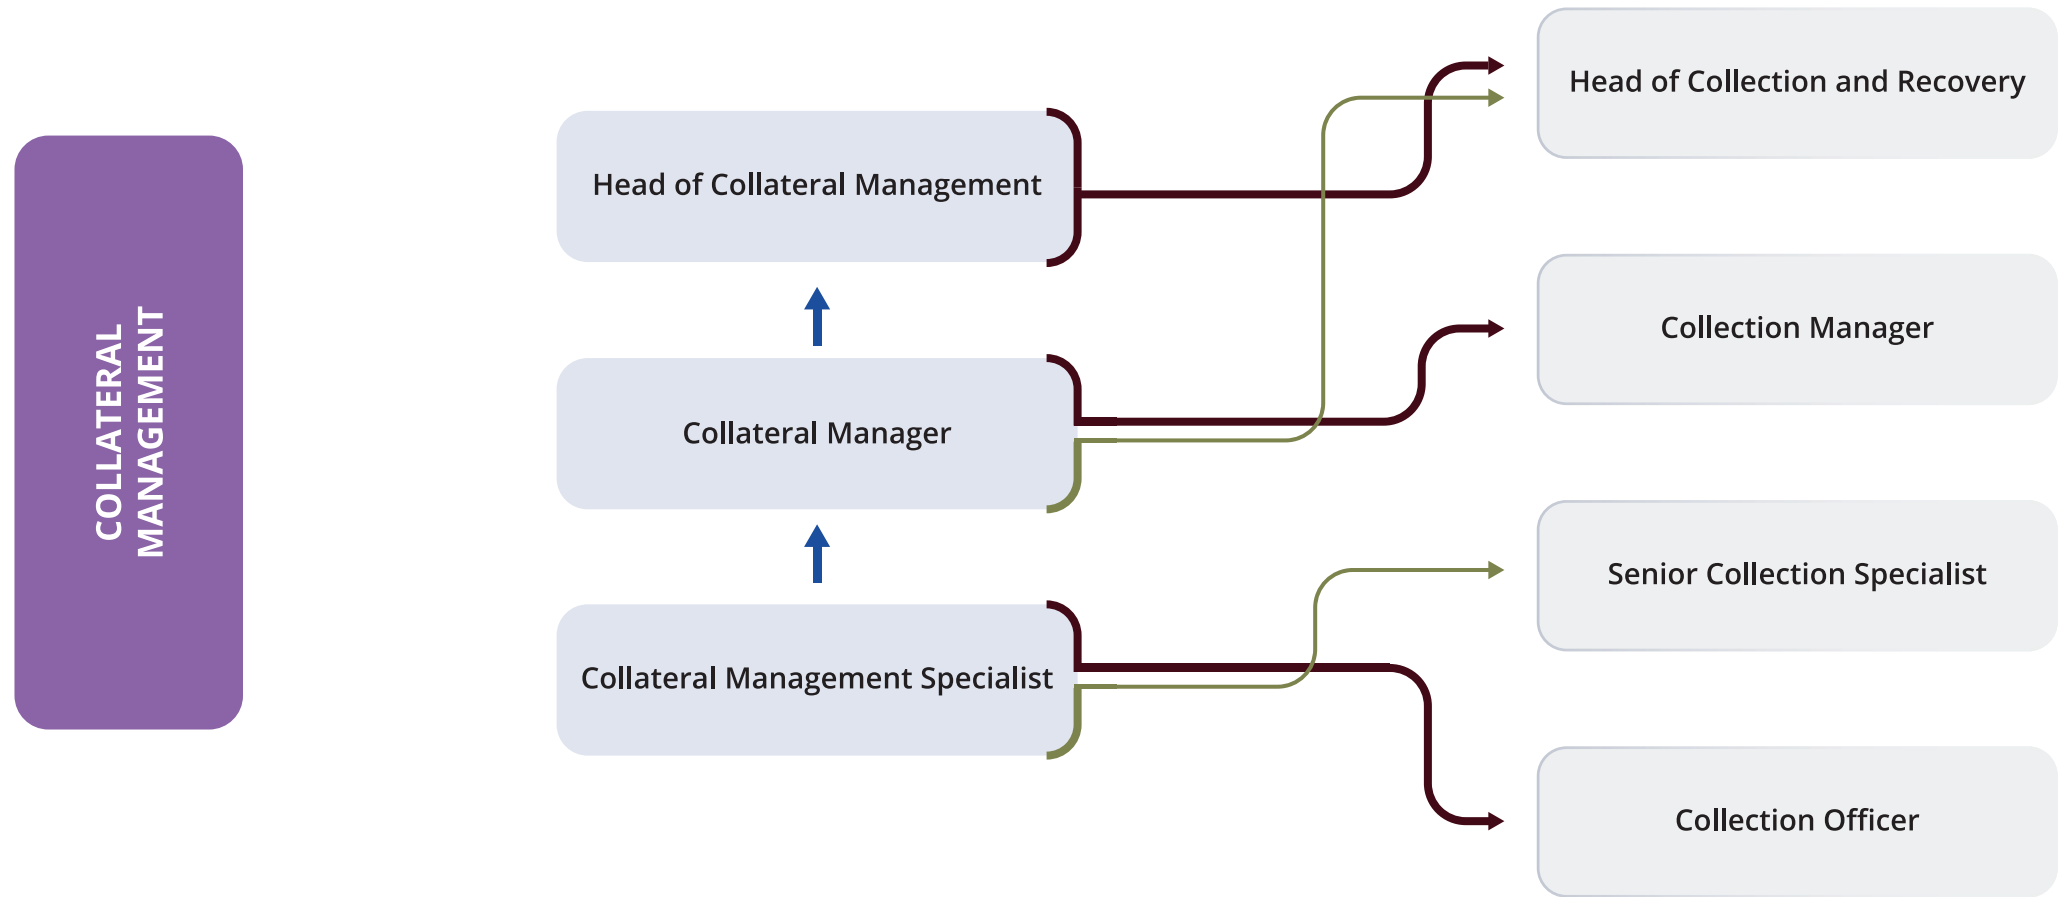 COLLATERAL
MANAGEMENT
Head of Collateral Management
Collateral Manager
Collateral Management Specialist
Head of Collection and Recovery
Collection Manager
Senior Collection Specialist
Collection Officer